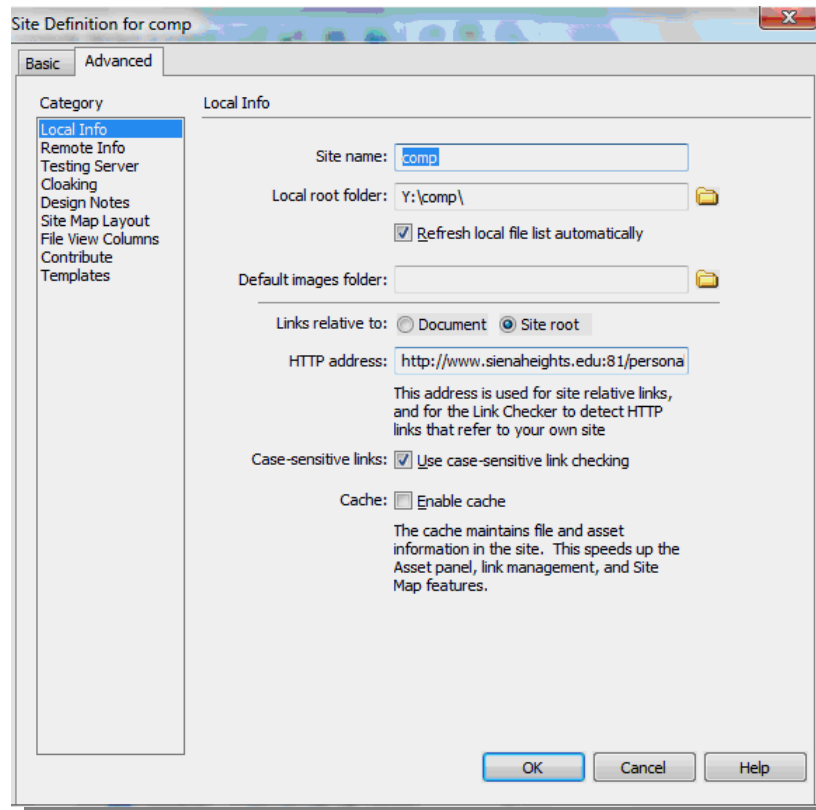 Site Definition for comp
Basic
Advanced
Category
Local Info
Remote Info
Testing Server
Cloaking
Design Notes
Site Map Layout
File View Columns
Contribute
Templates
Local Info
Site name: comp
Local root folder: Y:\comp\
Refresh local file list automatically
Default images folder:
Links relative to: Document Site root
HTTP address: http://www.sienaheights.edu:81/personal
This address is used for site relative links,
and for the Link Checker to detect HTTP
links that refer to your own site
Case-sensitive links: Use case-sensitive link checking
Cache: Enable cache
The cache maintains file and asset
information in the site. This speeds up the
Asset panel, link management, and Site
Map features.
OK Cancel Help